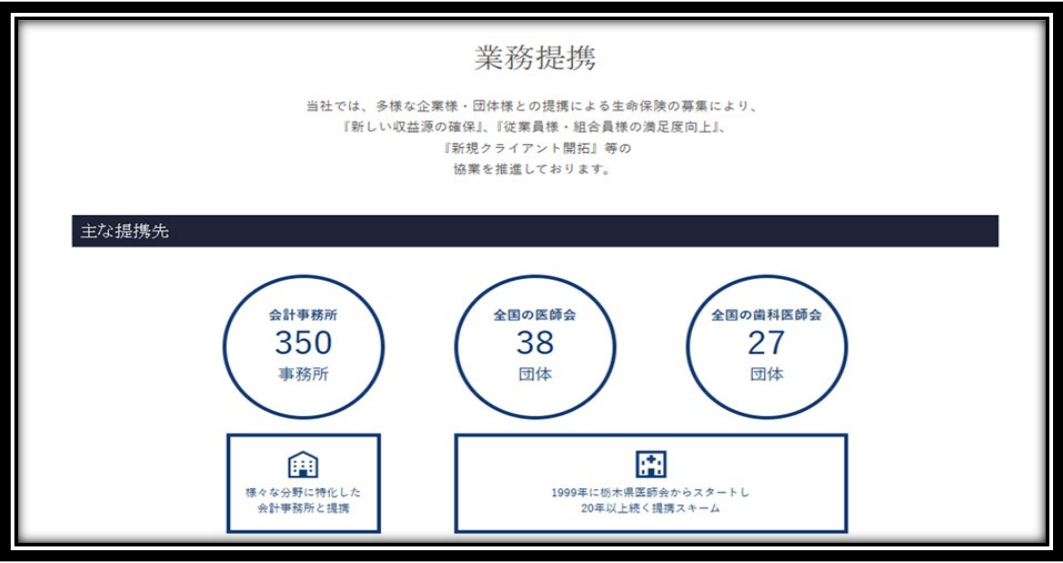 業務提携
当社では、多様な企業様・団体様との提携による生命保険の募集により、
『新しい収益源の確保』、『従業員様・組合員様の満足度向上』、
『新規クライアント開拓』等の
協業を推進しております。
主な提携先
会計事務所
350
事務所
全国の医師会
38
団体
全国の歯科医師会
27
団体
様々な分野に特化した
会計事務所と提携
1999年に栃木県医師会からスタートし
20年以上続く提携スキーム